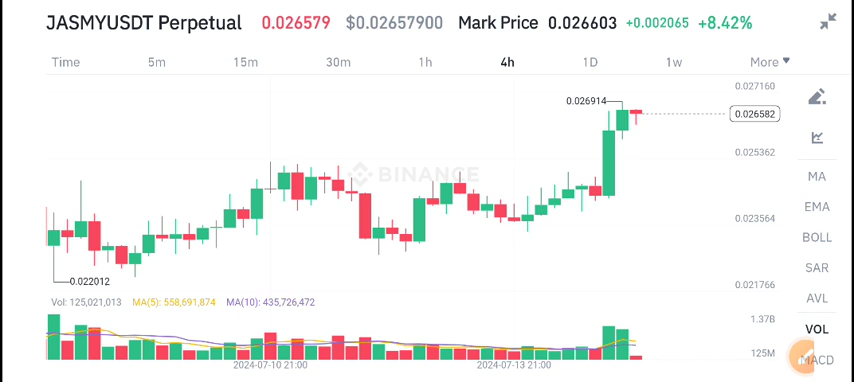 JASMYUSDT Perpetual 0.026579 $0.02657900 Mark Price 0.026603 +0.002065 +8.42%
Time 5m 15m 30m 1h 4h 1D 1w More
0.027160
0.026914
0.026582
0.025362
BINANCE
MA
EMA
0.023564
BOLL
SAR
0.022012
0.021766
AVL
Vol: 125,021,013 MA(5): 558,691,874 MA(10): 435,726,472
1.37B
VOL
125M
MACD
2024-07-10 21:00 2024-07-13 21:00